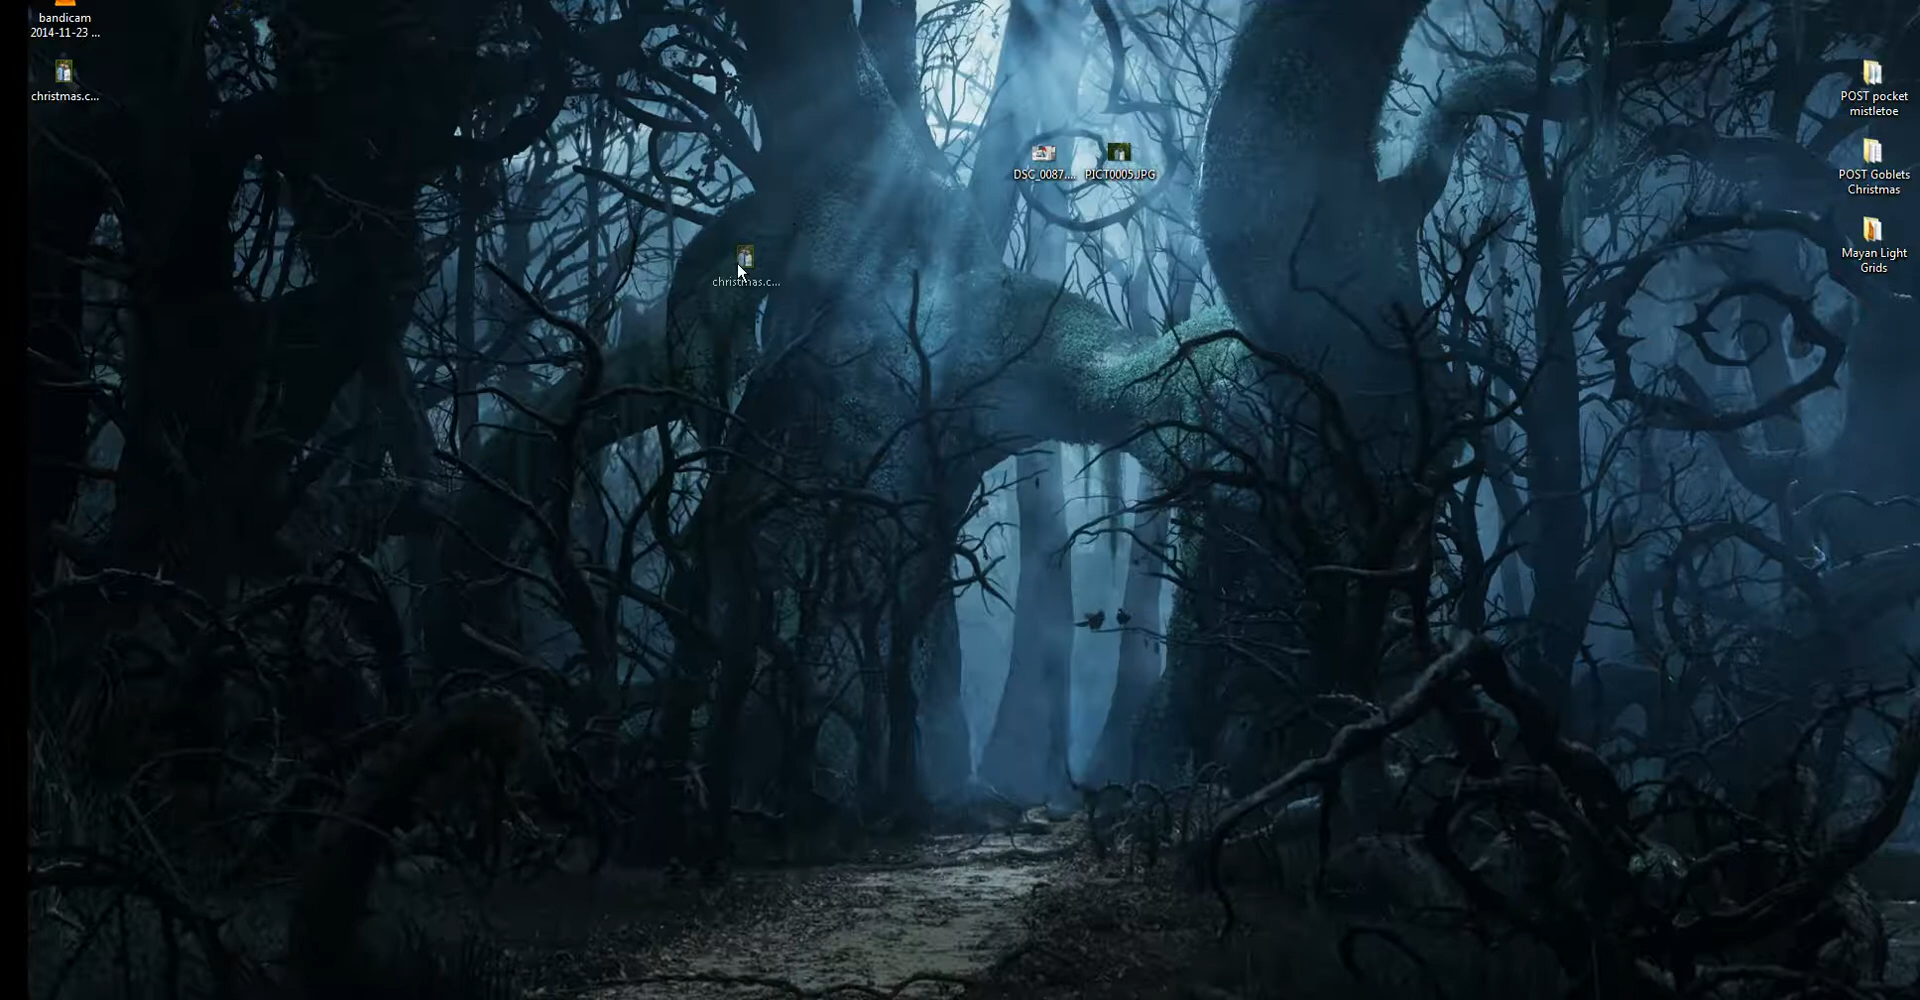 bandicam
2014-11-23 ...
christmas.c...
DSC_0087....
PICT0005.JPG
christmas.c...
POST pocket
mistletoe
POST Goblets
Christmas
Mayan Light
Grids